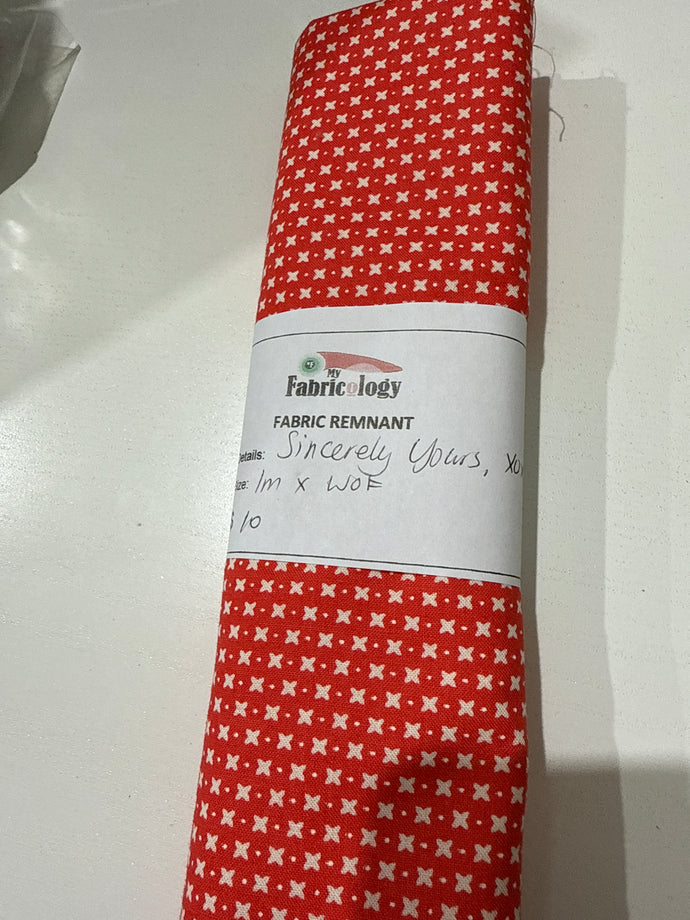 My
Fabricology
FABRIC REMNANT
etails: Sincerely Yours, XO
ize: 1m x WOF
$ 10